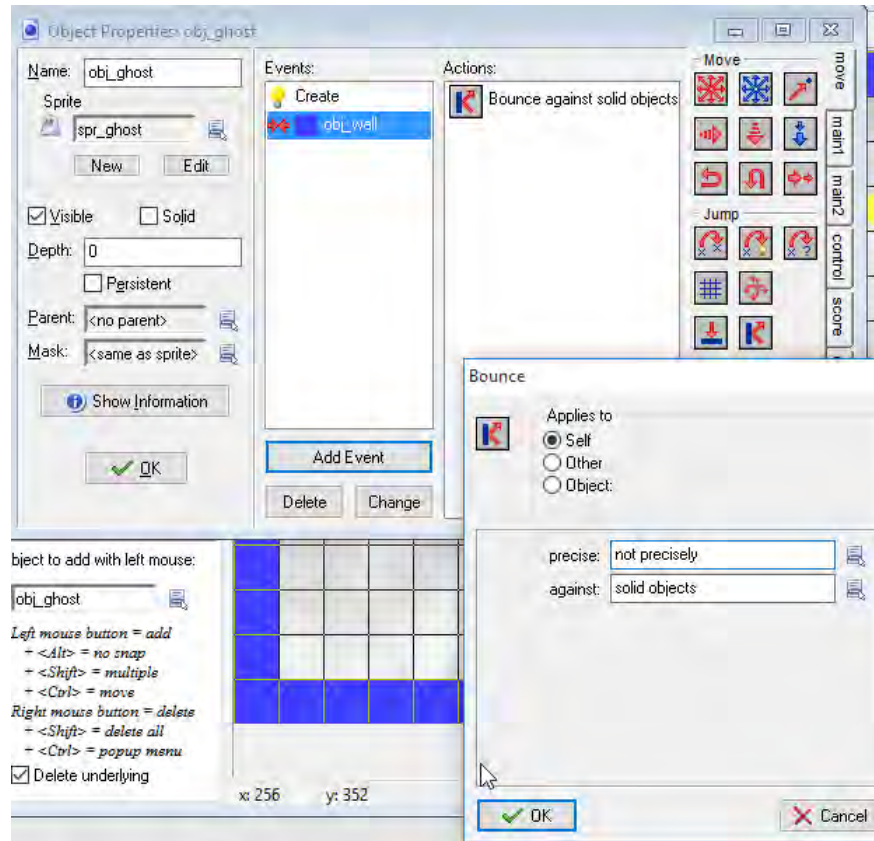 Object Properties: obj_ghost
Name: obj_ghost
Sprite
spr_ghost
New Edit
Visible Solid
Depth: 0
Persistent
Parent: <no parent>
Mask: <same as sprite>
Show Information
OK
Events:
Create
obj_wall
Add Event
Delete Change
Actions:
Bounce against solid objects
Move
Jump
move
main1
main2
control
score
Bounce
Applies to
Self
Other
Object:
precise: not precisely
against: solid objects
OK Cancel
bject to add with left mouse:
obj_ghost
Left mouse button = add
+ <Alt> = no snap
+ <Shift> = multiple
+ <Ctrl> = move
Right mouse button = delete
+ <Shift> = delete all
+ <Ctrl> = popup menu
Delete underlying
x: 256 y: 352